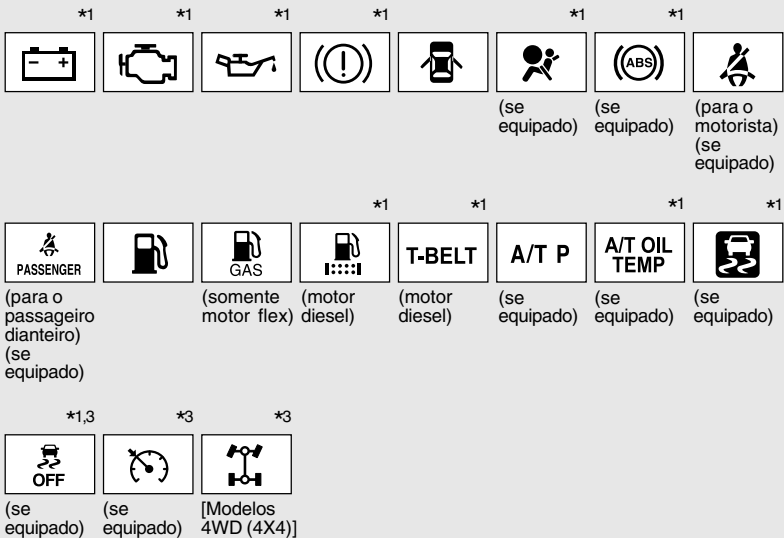 *1 *1 *1 *1 *1 *1
- + (!) (ABS)
(se equipado) (se equipado) (para o motorista) (se equipado)
*1 *1 *1 *1
PASSENGER GAS T-BELT A/T P A/T OIL TEMP
(para o passageiro dianteiro) (se equipado) (somente motor flex) (motor diesel) (motor diesel) (se equipado) (se equipado) (se equipado)
*1,3 *3 *3
OFF
(se equipado) (se equipado) [Modelos 4WD (4X4)]